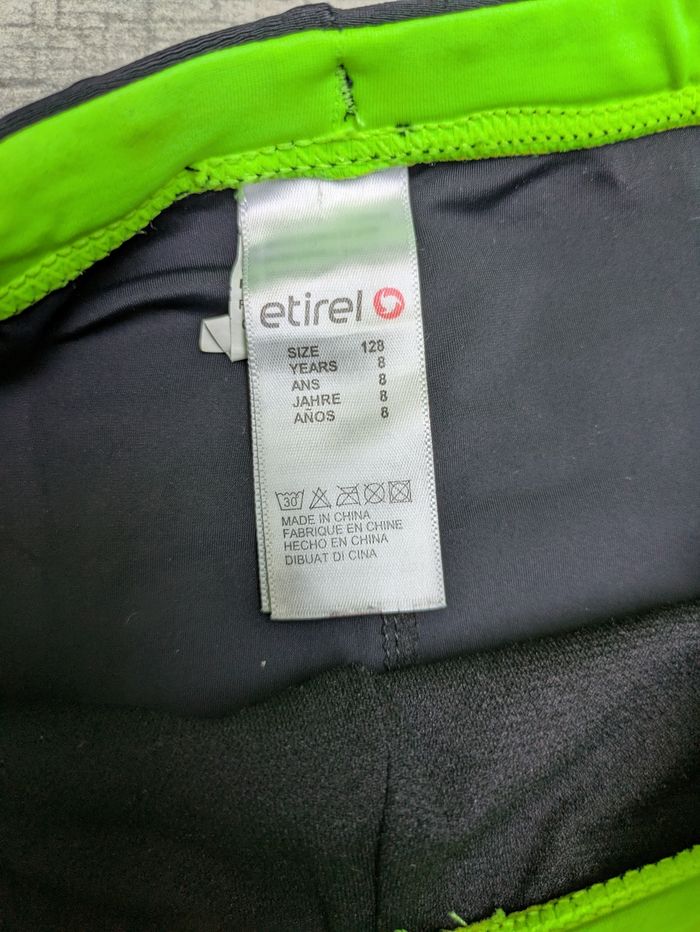 etirel
SIZE 128
YEARS 8
ANS 8
JAHRE 8
AÑOS 8
30
MADE IN CHINA
FABRIQUE EN CHINE
HECHO EN CHINA
DIBUAT DI CINA